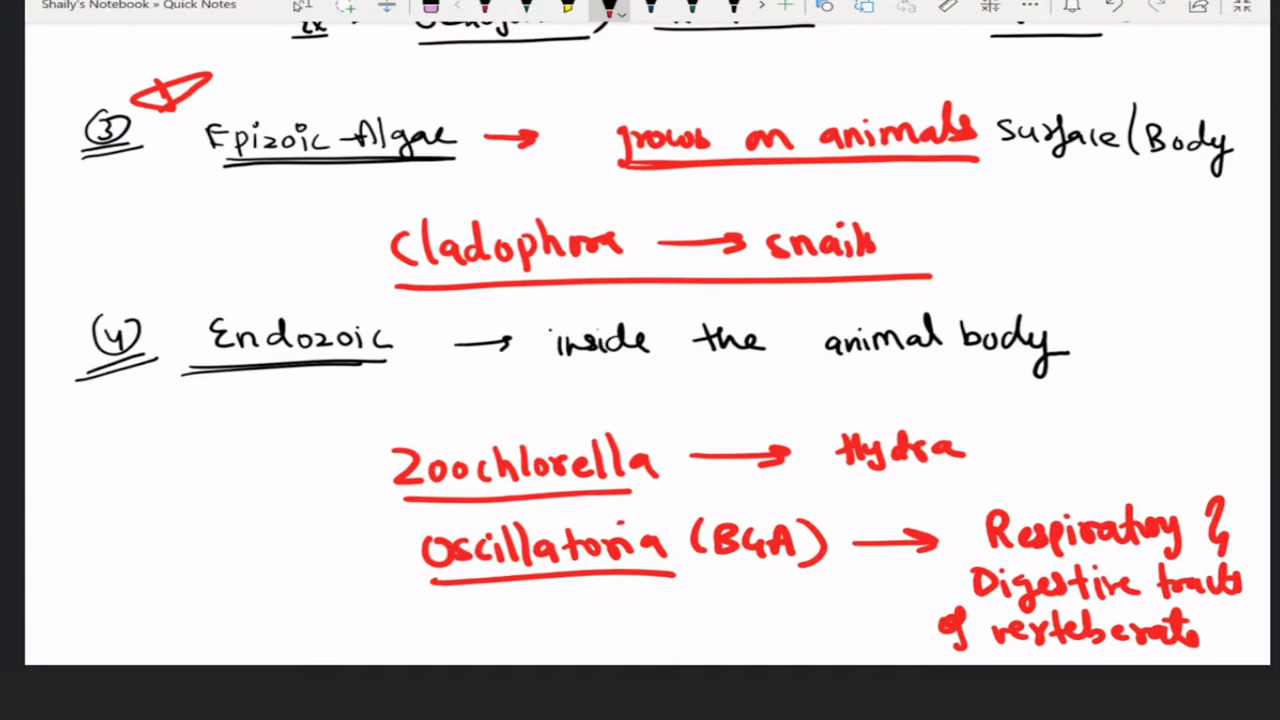 Shaily's Notebook » Quick Notes
③ Epizoic Algae → grows on animals surface/Body
Cladophora → snails
(4) Endozoic → inside the animal body
Zoochlorella → Hydra
Oscillatoria (BGA) → Respiratory &
Digestive tracts
of verteberate